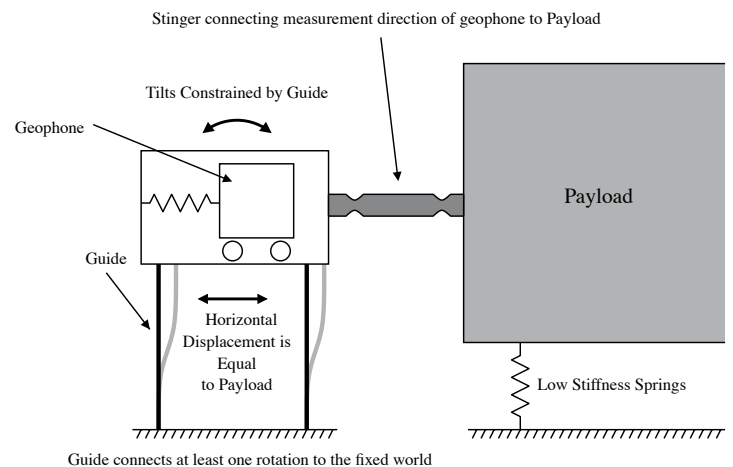 Stinger connecting measurement direction of geophone to Payload
Tilts Constrained by Guide
Geophone
Payload
Guide
Horizontal
Displacement is
Equal
to Payload
Low Stiffness Springs
Guide connects at least one rotation to the fixed world